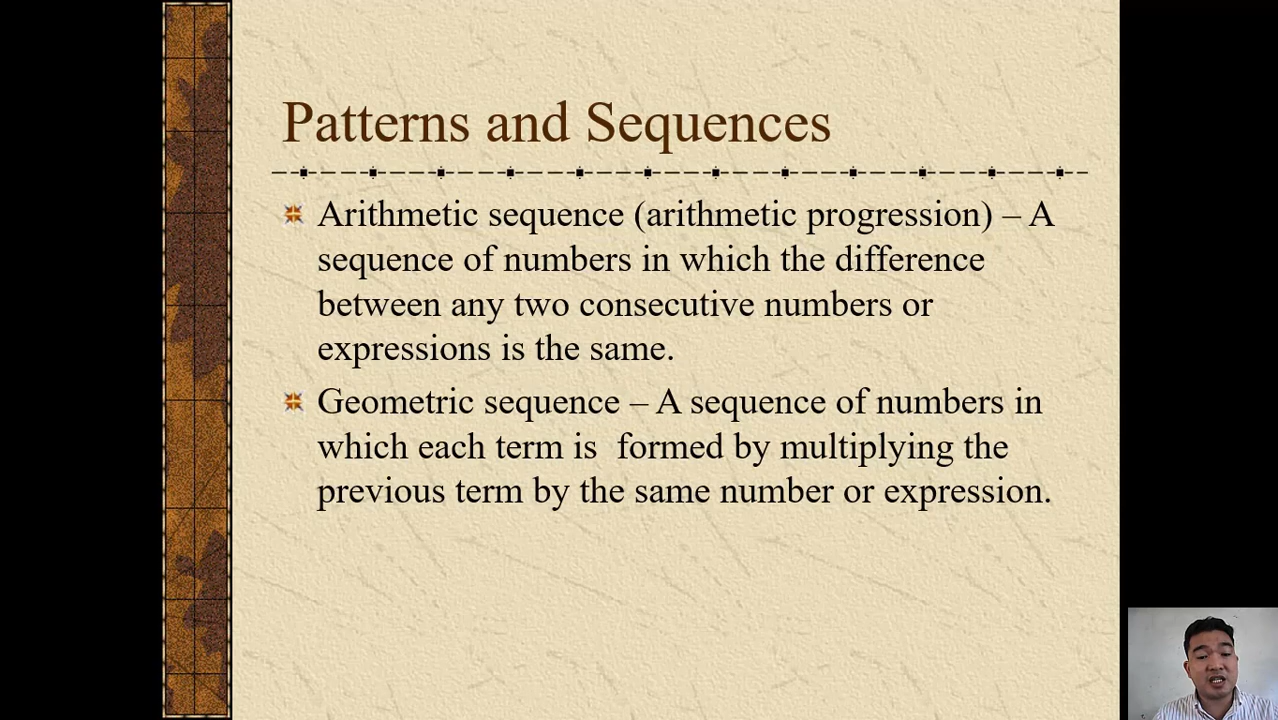 Patterns and Sequences
Arithmetic sequence (arithmetic progression) – A
sequence of numbers in which the difference
between any two consecutive numbers or
expressions is the same.
Geometric sequence – A sequence of numbers in
which each term is  formed by multiplying the
previous term by the same number or expression.